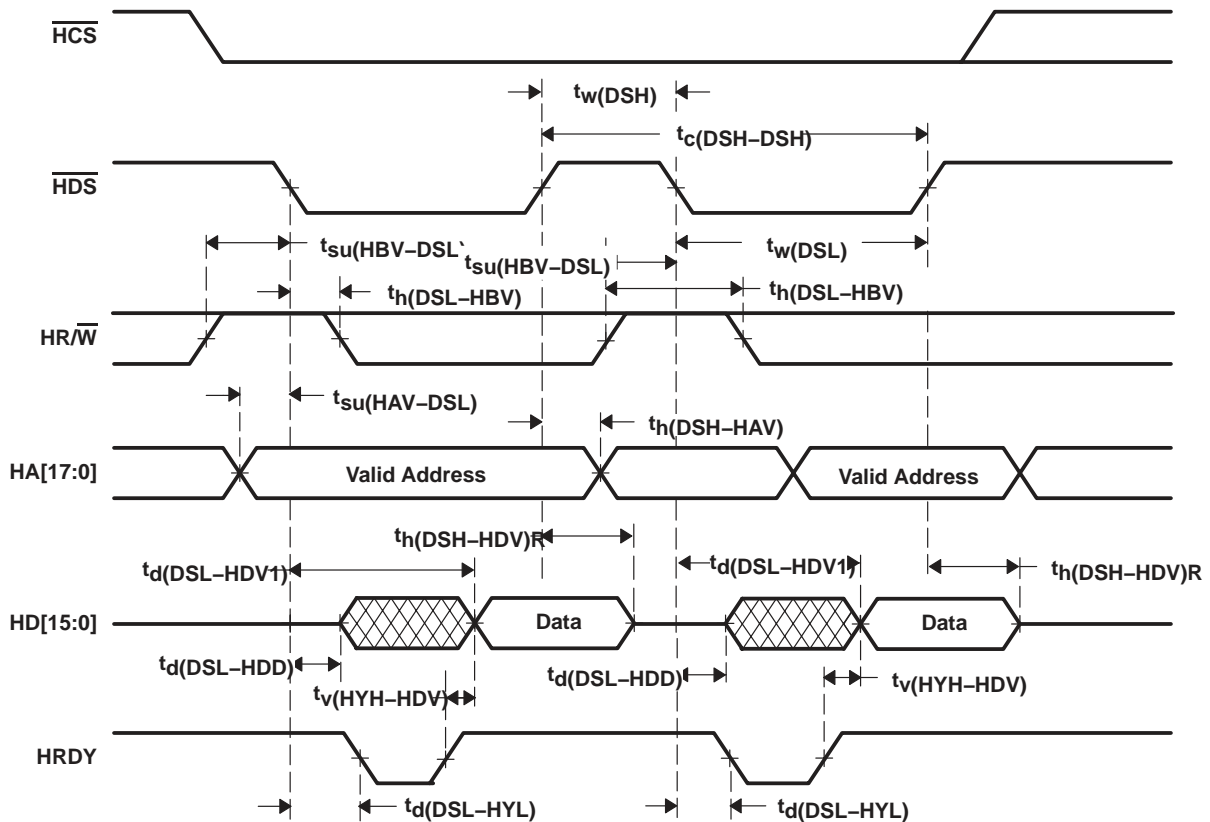 HCS
tw(DSH)
tc(DSH–DSH)
HDS
tsu(HBV–DSL)
tsu(HBV–DSL)
tw(DSL)
th(DSL–HBV)
th(DSL–HBV)
HR/W
tsu(HAV–DSL)
th(DSH–HAV)
HA[17:0]
Valid Address
Valid Address
th(DSH–HDV)R
td(DSL–HDV1)
td(DSL–HDV1)
th(DSH–HDV)R
HD[15:0]
Data
Data
td(DSL–HDD)
td(DSL–HDD)
tv(HYH–HDV)
tv(HYH–HDV)
HRDY
td(DSL–HYL)
td(DSL–HYL)